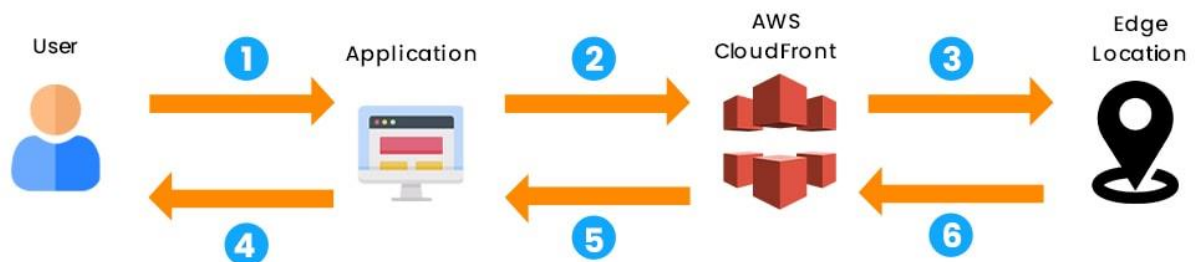 User
1
Application
2
AWS
CloudFront
3
Edge
Location
4
5
6